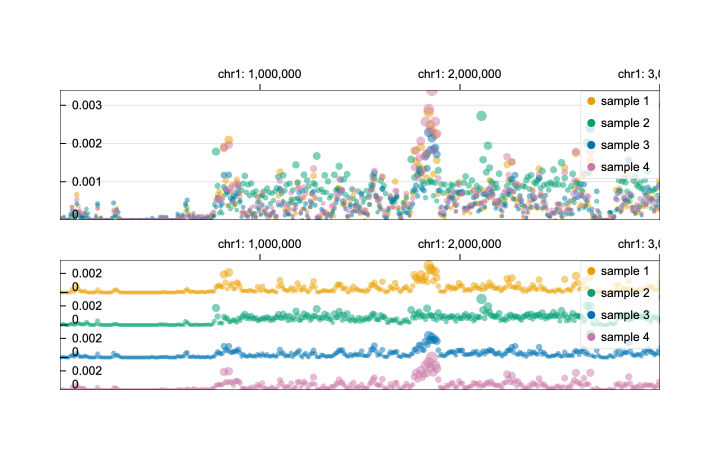 chr1: 1,000,000 chr1: 2,000,000 chr1: 3,0
0.003
0.002
0.001
0
sample 1
sample 2
sample 3
sample 4
chr1: 1,000,000 chr1: 2,000,000 chr1: 3,0
0.002
0
0.002
0
0.002
0
0.002
0
sample 1
sample 2
sample 3
sample 4